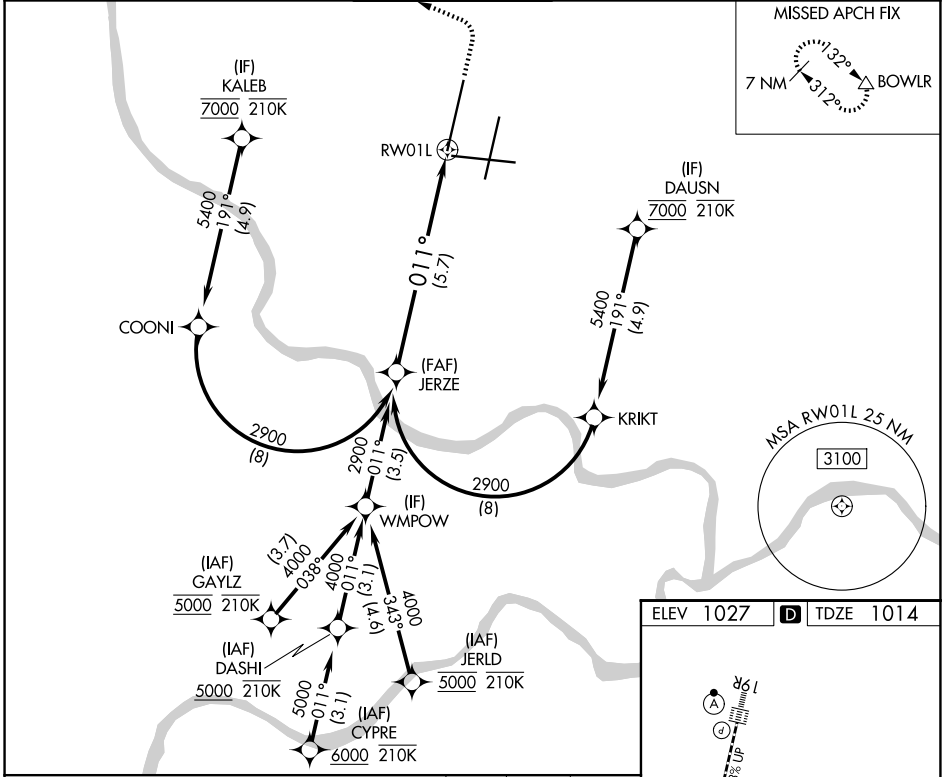 MISSED APCH FIX
7 NM
132°
312°
BOWLR
(IF)
KALEB
7000 210K
5400
191°
(4.9)
COONI
2900
(8)
RW01L
011°
(5.7)
(FAF)
JERZE
(IF)
DAUSN
7000 210K
5400
191°
(4.9)
KRIKT
2900
(8)
2900
011°
(3.5)
(IF)
WMPOW
(3.7)
4000
038°
(IAF)
GAYLZ
5000 210K
4000
011°
(3.1)
(IAF)
DASHI
5000 210K
4000
343°
(4.6)
(IAF)
JERLD
5000 210K
5000
011°
(3.1)
(IAF)
CYPRE
6000 210K
MSA RW01L 25 NM
3100
ELEV 1027 D TDZE 1014
19R
A
P
% UP